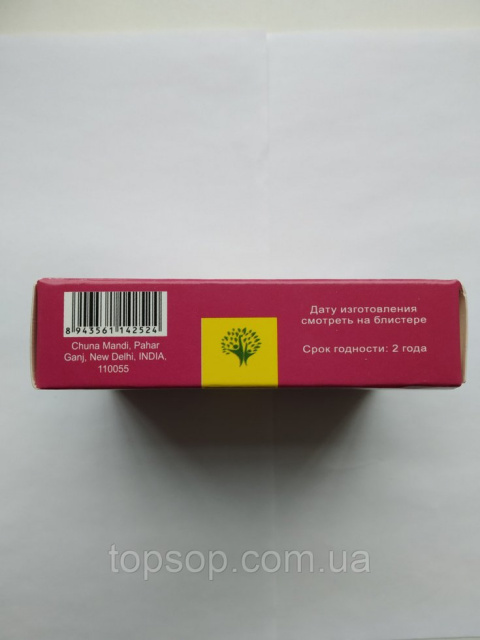 8 943561 142524
Chuna Mandi, Pahar
Ganj, New Delhi, INDIA.
110055
Дату изготовления
смотреть на блистере
Срок годности: 2 года
topsop.com.ua